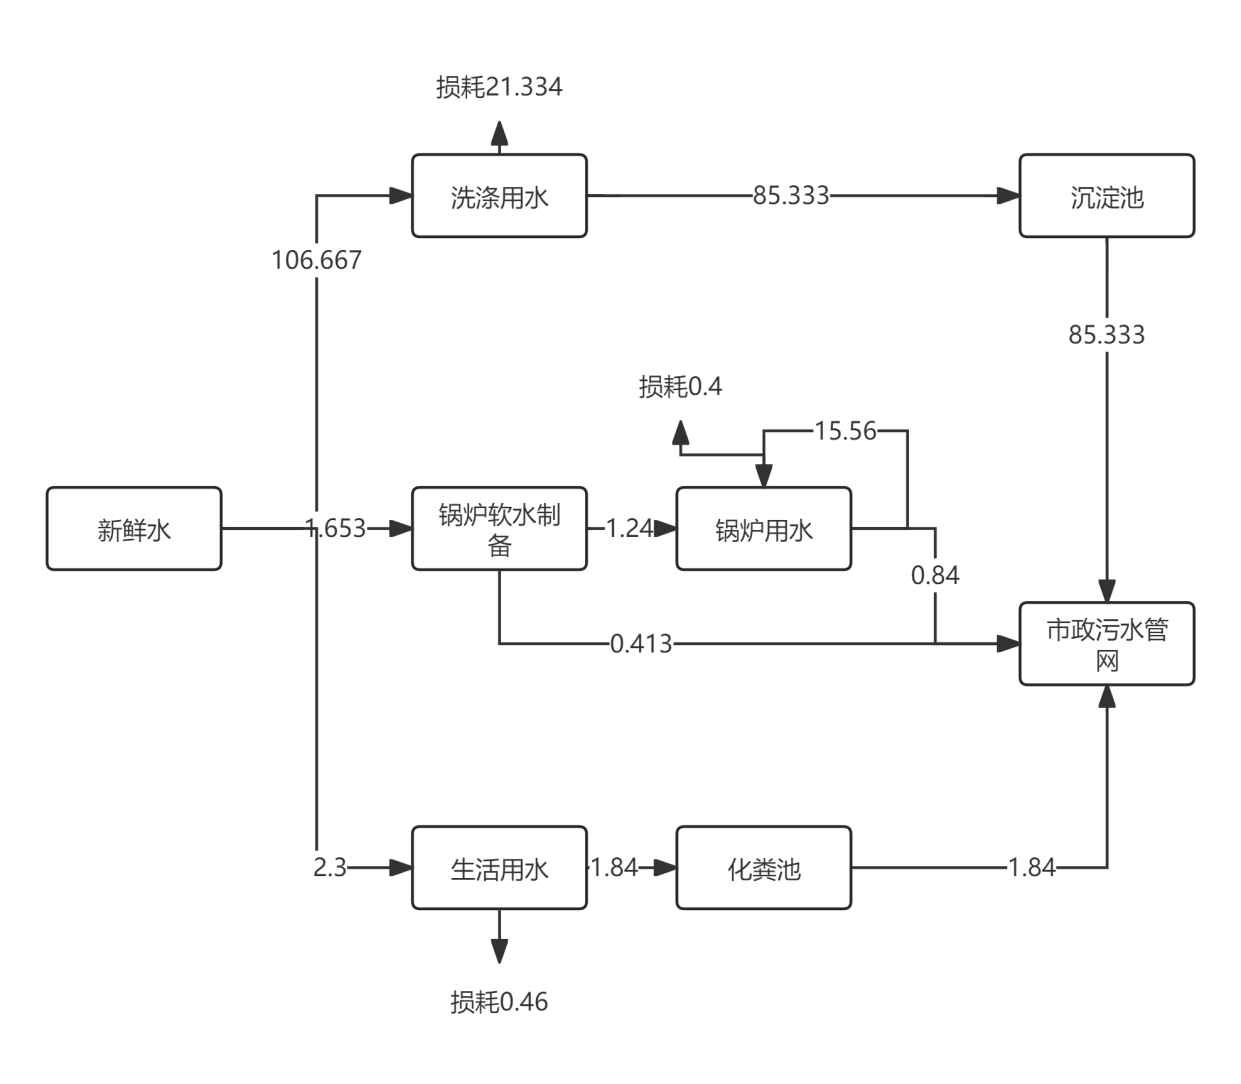 损耗21.334
洗涤用水
85.333
沉淀池
106.667
85.333
损耗0.4
15.56
新鲜水
1.653
锅炉软水制
备
1.24
锅炉用水
0.84
0.413
市政污水管
网
2.3
生活用水
1.84
化粪池
1.84
损耗0.46